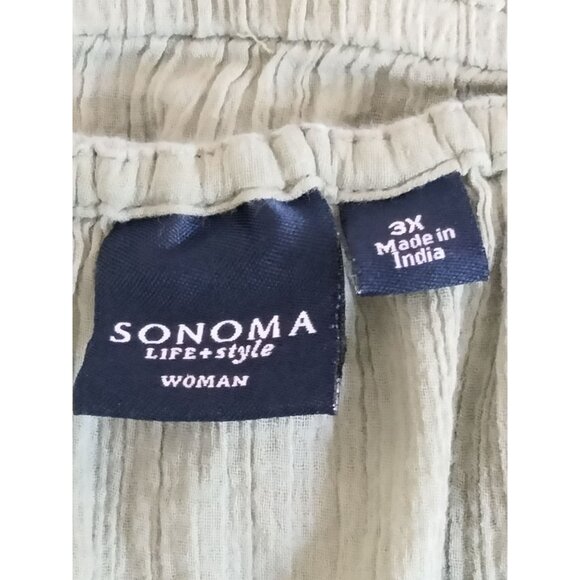 SONOMA
LIFE+style
WOMAN
3X
Made in
India